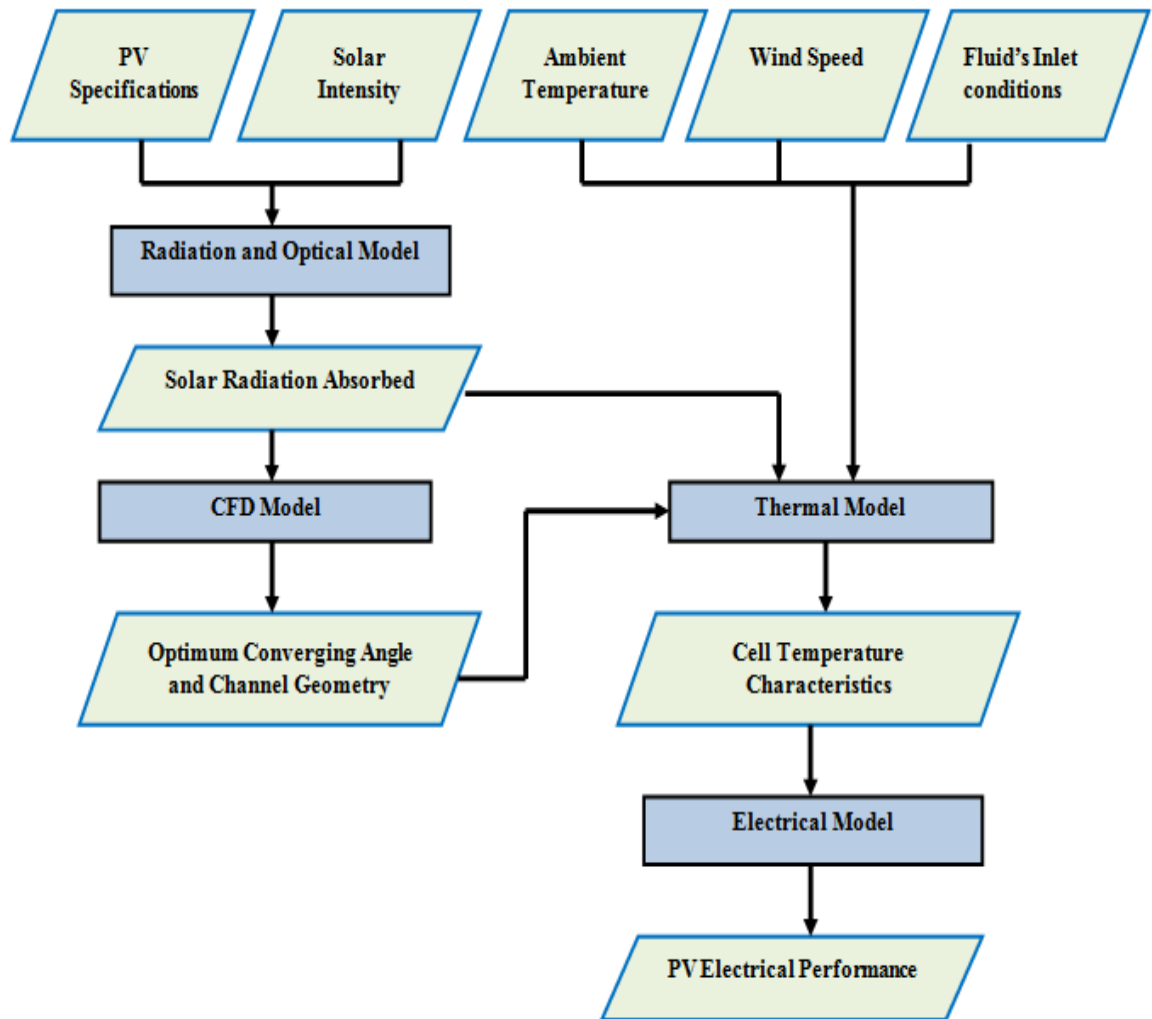 PV
Specifications
Solar
Intensity
Ambient
Temperature
Wind Speed
Fluid's Inlet
conditions
Radiation and Optical Model
Solar Radiation Absorbed
CFD Model
Thermal Model
Optimum Converging Angle
and Channel Geometry
Cell Temperature
Characteristics
Electrical Model
PV Electrical Performance